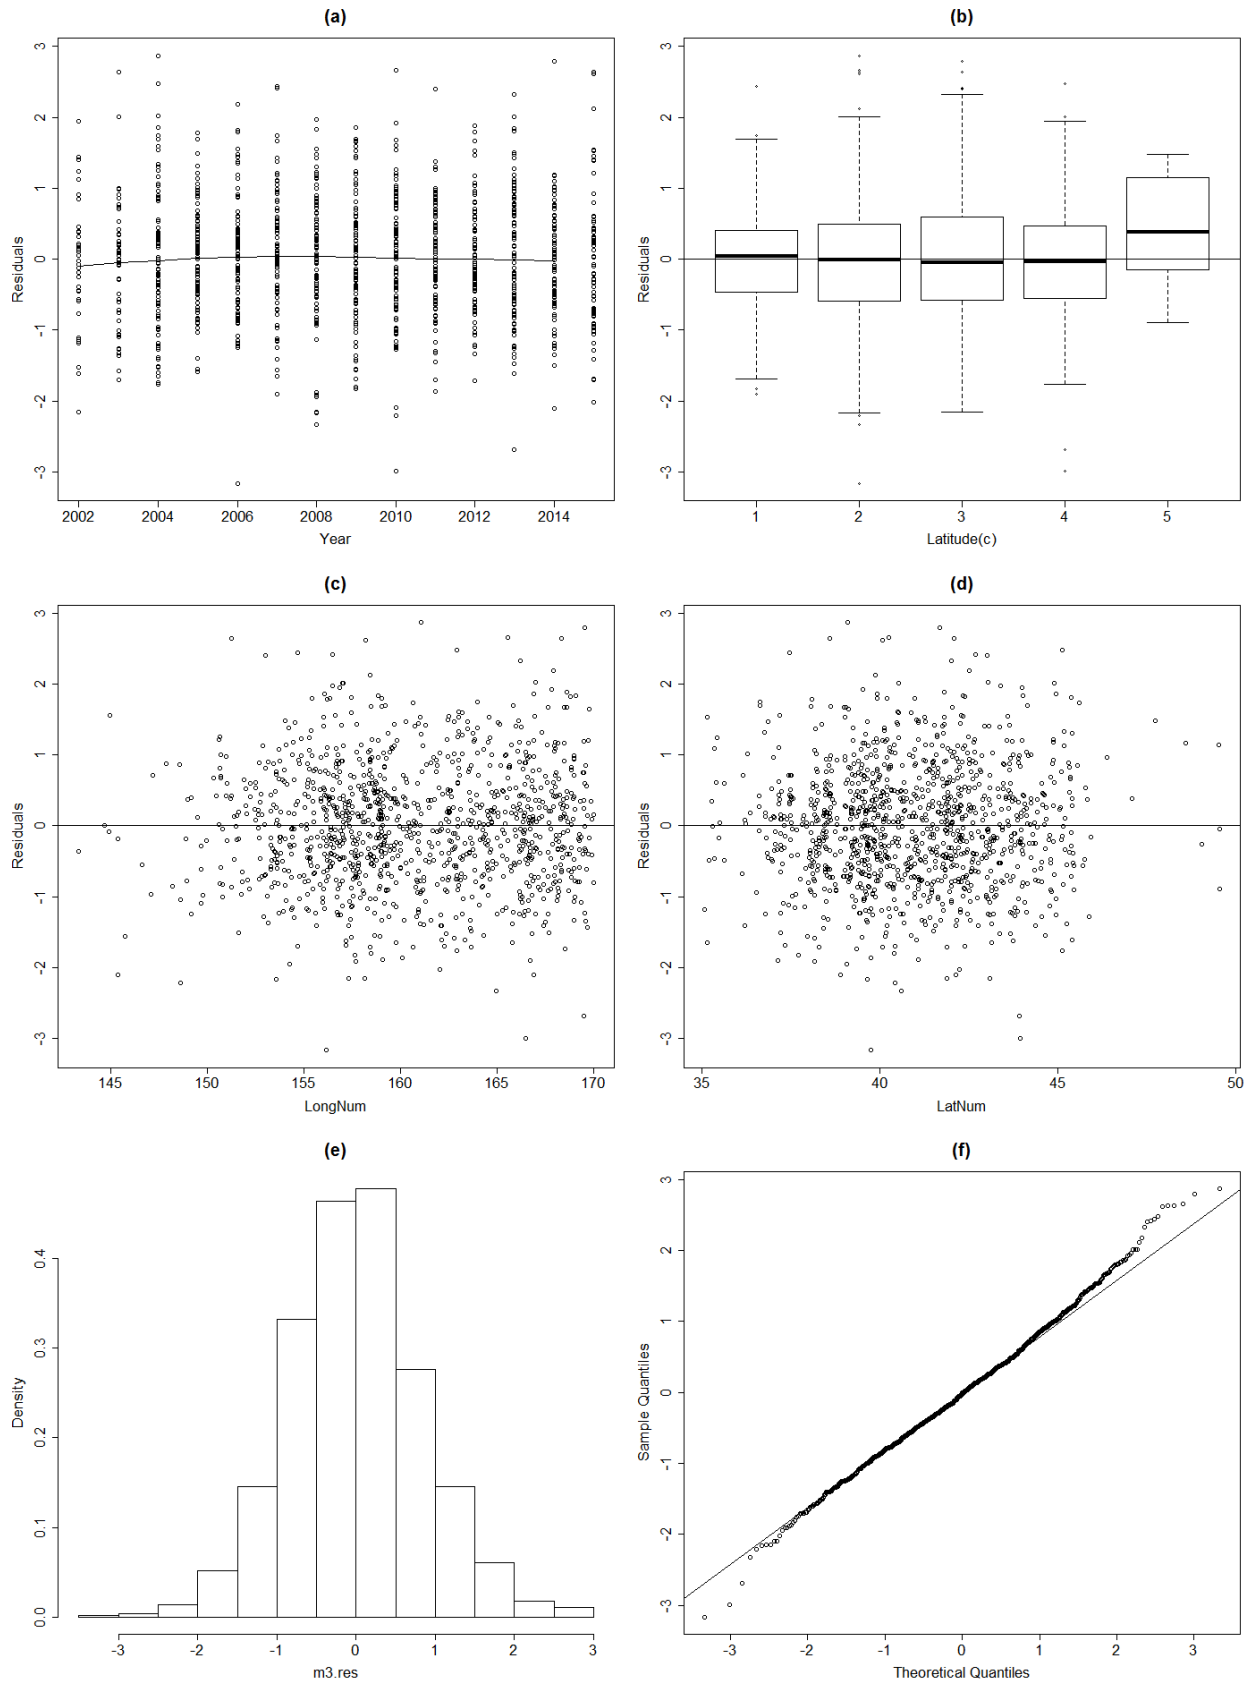 (a)
3
2
1
0
-1
-2
-3
Residuals
2002 2004 2006 2008 2010 2012 2014
Year
(b)
3
2
1
0
-1
-2
-3
Residuals
1 2 3 4 5
Latitude(c)
(c)
3
2
1
0
-1
-2
-3
Residuals
145 150 155 160 165 170
LongNum
(d)
3
2
1
0
-1
-2
-3
Residuals
35 40 45 50
LatNum
(e)
0.4
0.3
0.2
0.1
0.0
Density
-3 -2 -1 0 1 2 3
m3.res
(f)
3
2
1
0
-1
-2
-3
Sample Quantiles
-3 -2 -1 0 1 2 3
Theoretical Quantiles